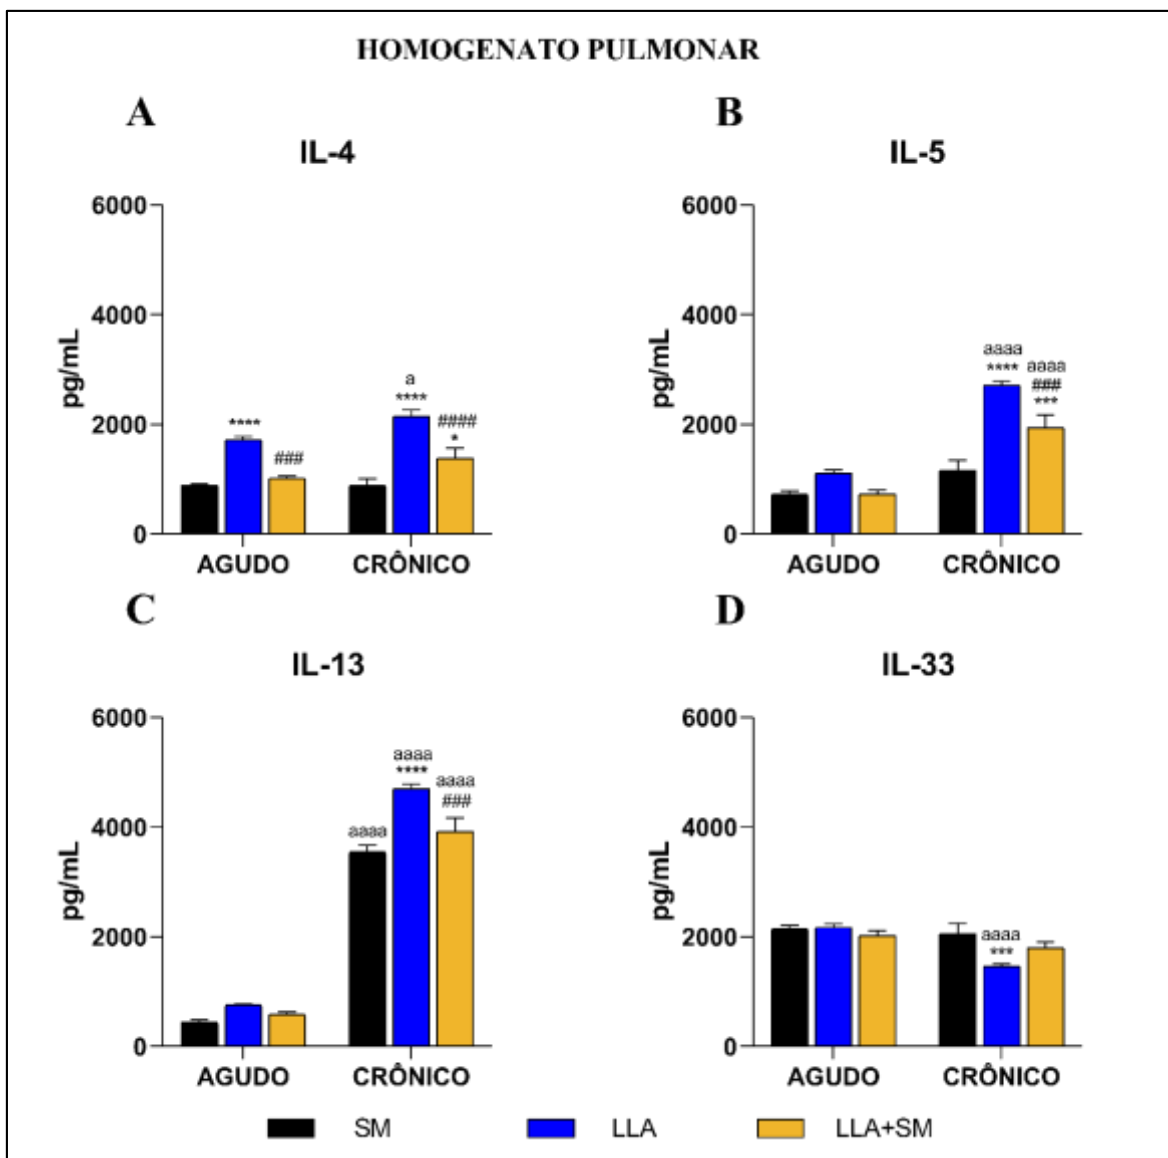 HOMOGENATO PULMONAR
A
IL-4
6000
4000
2000
0
pg/mL
****
###
a
****
####
*
AGUDO CRÔNICO
B
IL-5
6000
4000
2000
0
pg/mL
aaaa
****
aaaa
###
***
AGUDO CRÔNICO
C
IL-13
6000
4000
2000
0
pg/mL
aaaa
aaaa
****
aaaa
###
AGUDO CRÔNICO
D
IL-33
6000
4000
2000
0
pg/mL
aaaa
***
AGUDO CRÔNICO
SM LLA LLA+SM